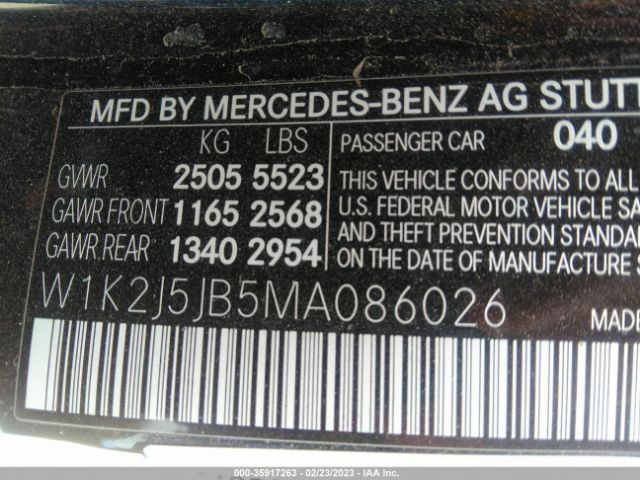 MFD BY MERCEDES-BENZ AG STUTT
KG LBS
PASSENGER CAR 040
GVWR 2505 5523
GAWR FRONT 1165 2568
GAWR REAR 1340 2954
THIS VEHICLE CONFORMS TO ALL
U.S. FEDERAL MOTOR VEHICLE SA
AND THEFT PREVENTION STANDA
ON THE DATE OF MANUFACTURE S
W1K2J5JB5MA086026
MADE
000-35917263 - 02/23/2023 - IAA Inc.